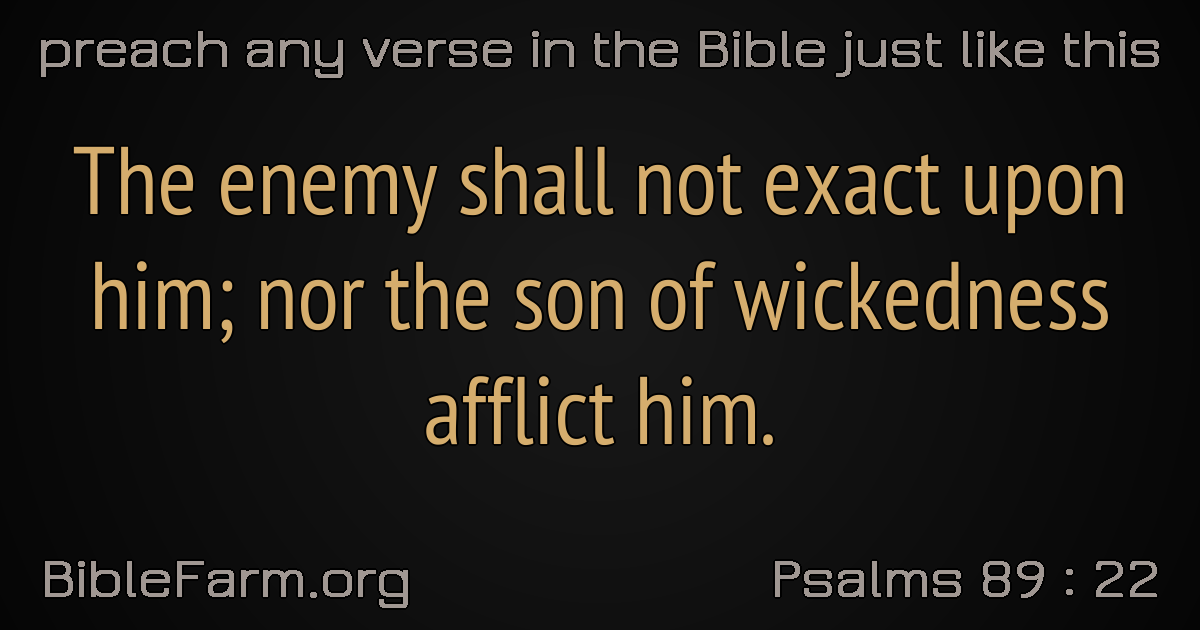 preach any verse in the Bible just like this
The enemy shall not exact upon
him; nor the son of wickedness
afflict him.
BibleFarm.org
Psalms 89 : 22